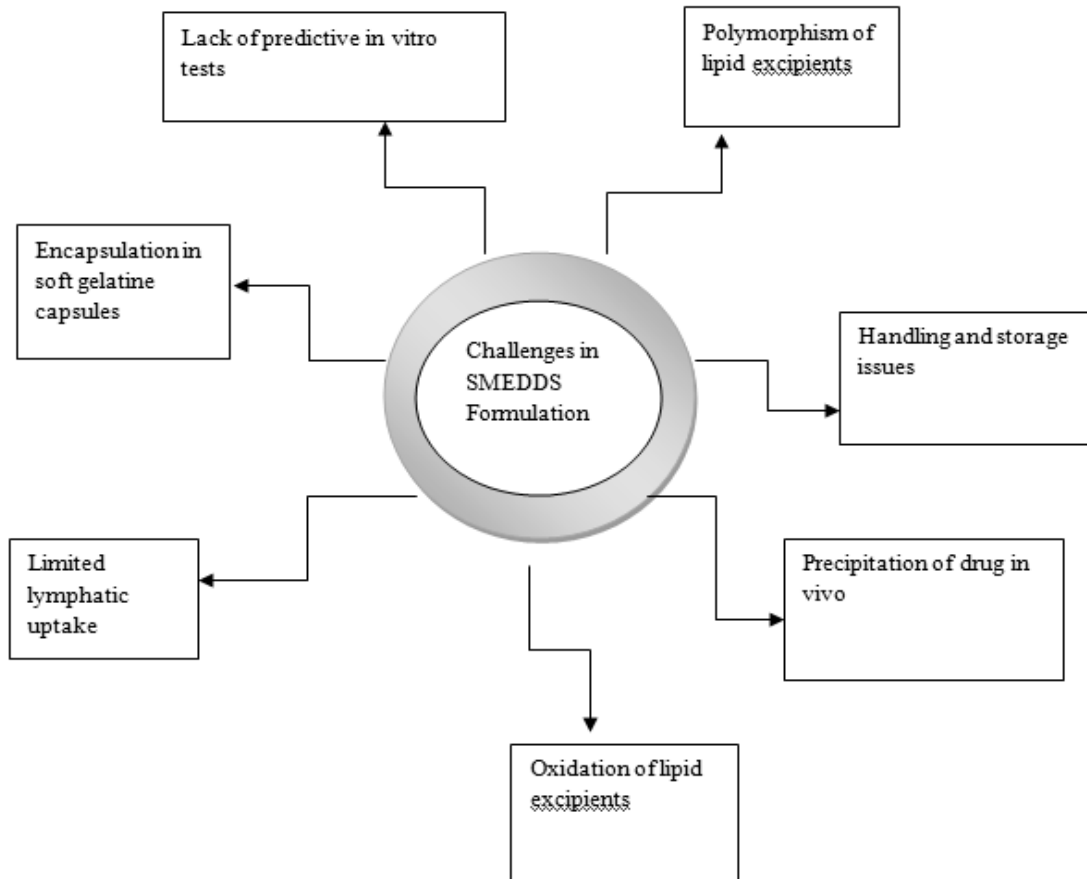 Lack of predictive in vitro
tests
Polymorphism of
lipid excipients
Encapsulation in
soft gelatine
capsules
Challenges in
SMEDDS
Formulation
Handling and storage
issues
Limited
lymphatic
uptake
Precipitation of drug in
vivo
Oxidation of lipid
excipients